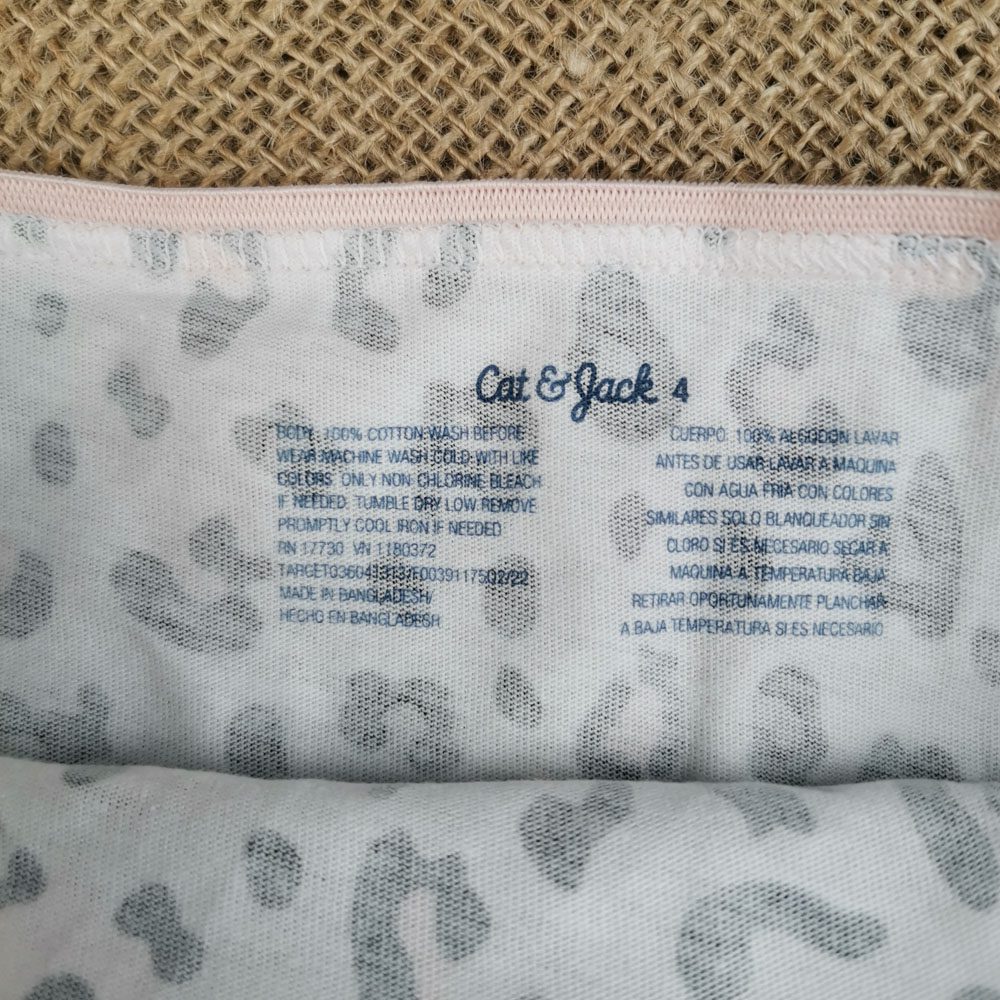 Cat & Jack 4
BODY: 100% COTTON WASH BEFORE
WEAR MACHINE WASH COLD WITH LIKE
COLORS ONLY NON CHLORINE BLEACH
IF NEEDED TUMBLE DRY LOW REMOVE
PROMPTLY COOL IRON IF NEEDED
RN 17730 VN 1180372
MADE IN BANGLADESH/
HECHO EN BANGLADESH
CUERPO: 100% ALGODON LAVAR
ANTES DE USAR LAVAR A MAQUINA
CON AGUA FRIA CON COLORES
SIMILARES SOLO BLANQUEADOR SIN
CLORO SI ES NECESARIO SECAR A
MAQUINA A TEMPERATURA BAJA
RETIRAR OPORTUNAMENTE PLANCHAR
A BAJA TEMPERATURA SI ES NECESARIO